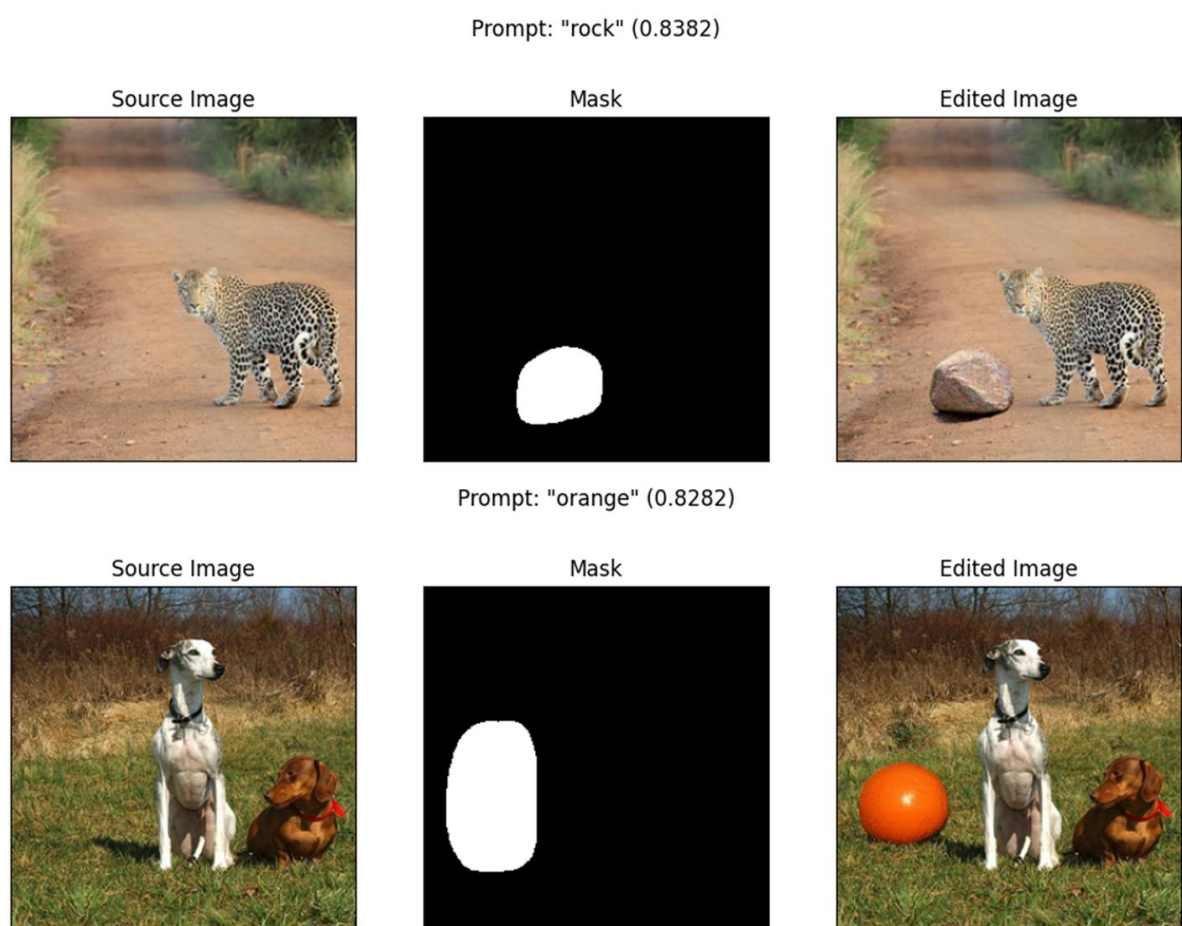 Prompt: "rock" (0.8382)
Source Image Mask Edited Image
Prompt: "orange" (0.8282)
Source Image Mask Edited Image